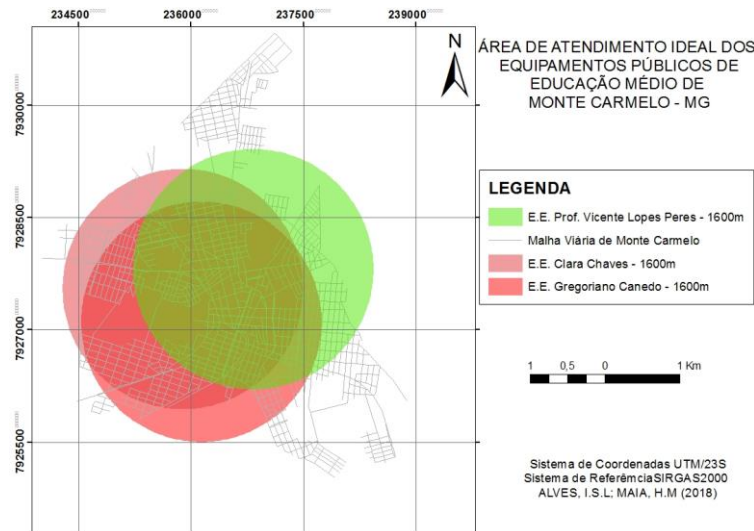 234500 236000 237500 239000
7930000
7928500
7927000
7925500
N
ÁREA DE ATENDIMENTO IDEAL DOS
EQUIPAMENTOS PÚBLICOS DE
EDUCAÇÃO MÉDIO DE
MONTE CARMELO - MG
LEGENDA
E.E. Prof. Vicente Lopes Peres - 1600m
Malha Viária de Monte Carmelo
E.E. Clara Chaves - 1600m
E.E. Gregoriano Canedo - 1600m
1 0,5 0 1 Km
Sistema de Coordenadas UTM/23S
Sistema de ReferênciaSIRGAS2000
ALVES, I.S.L; MAIA, H.M (2018)